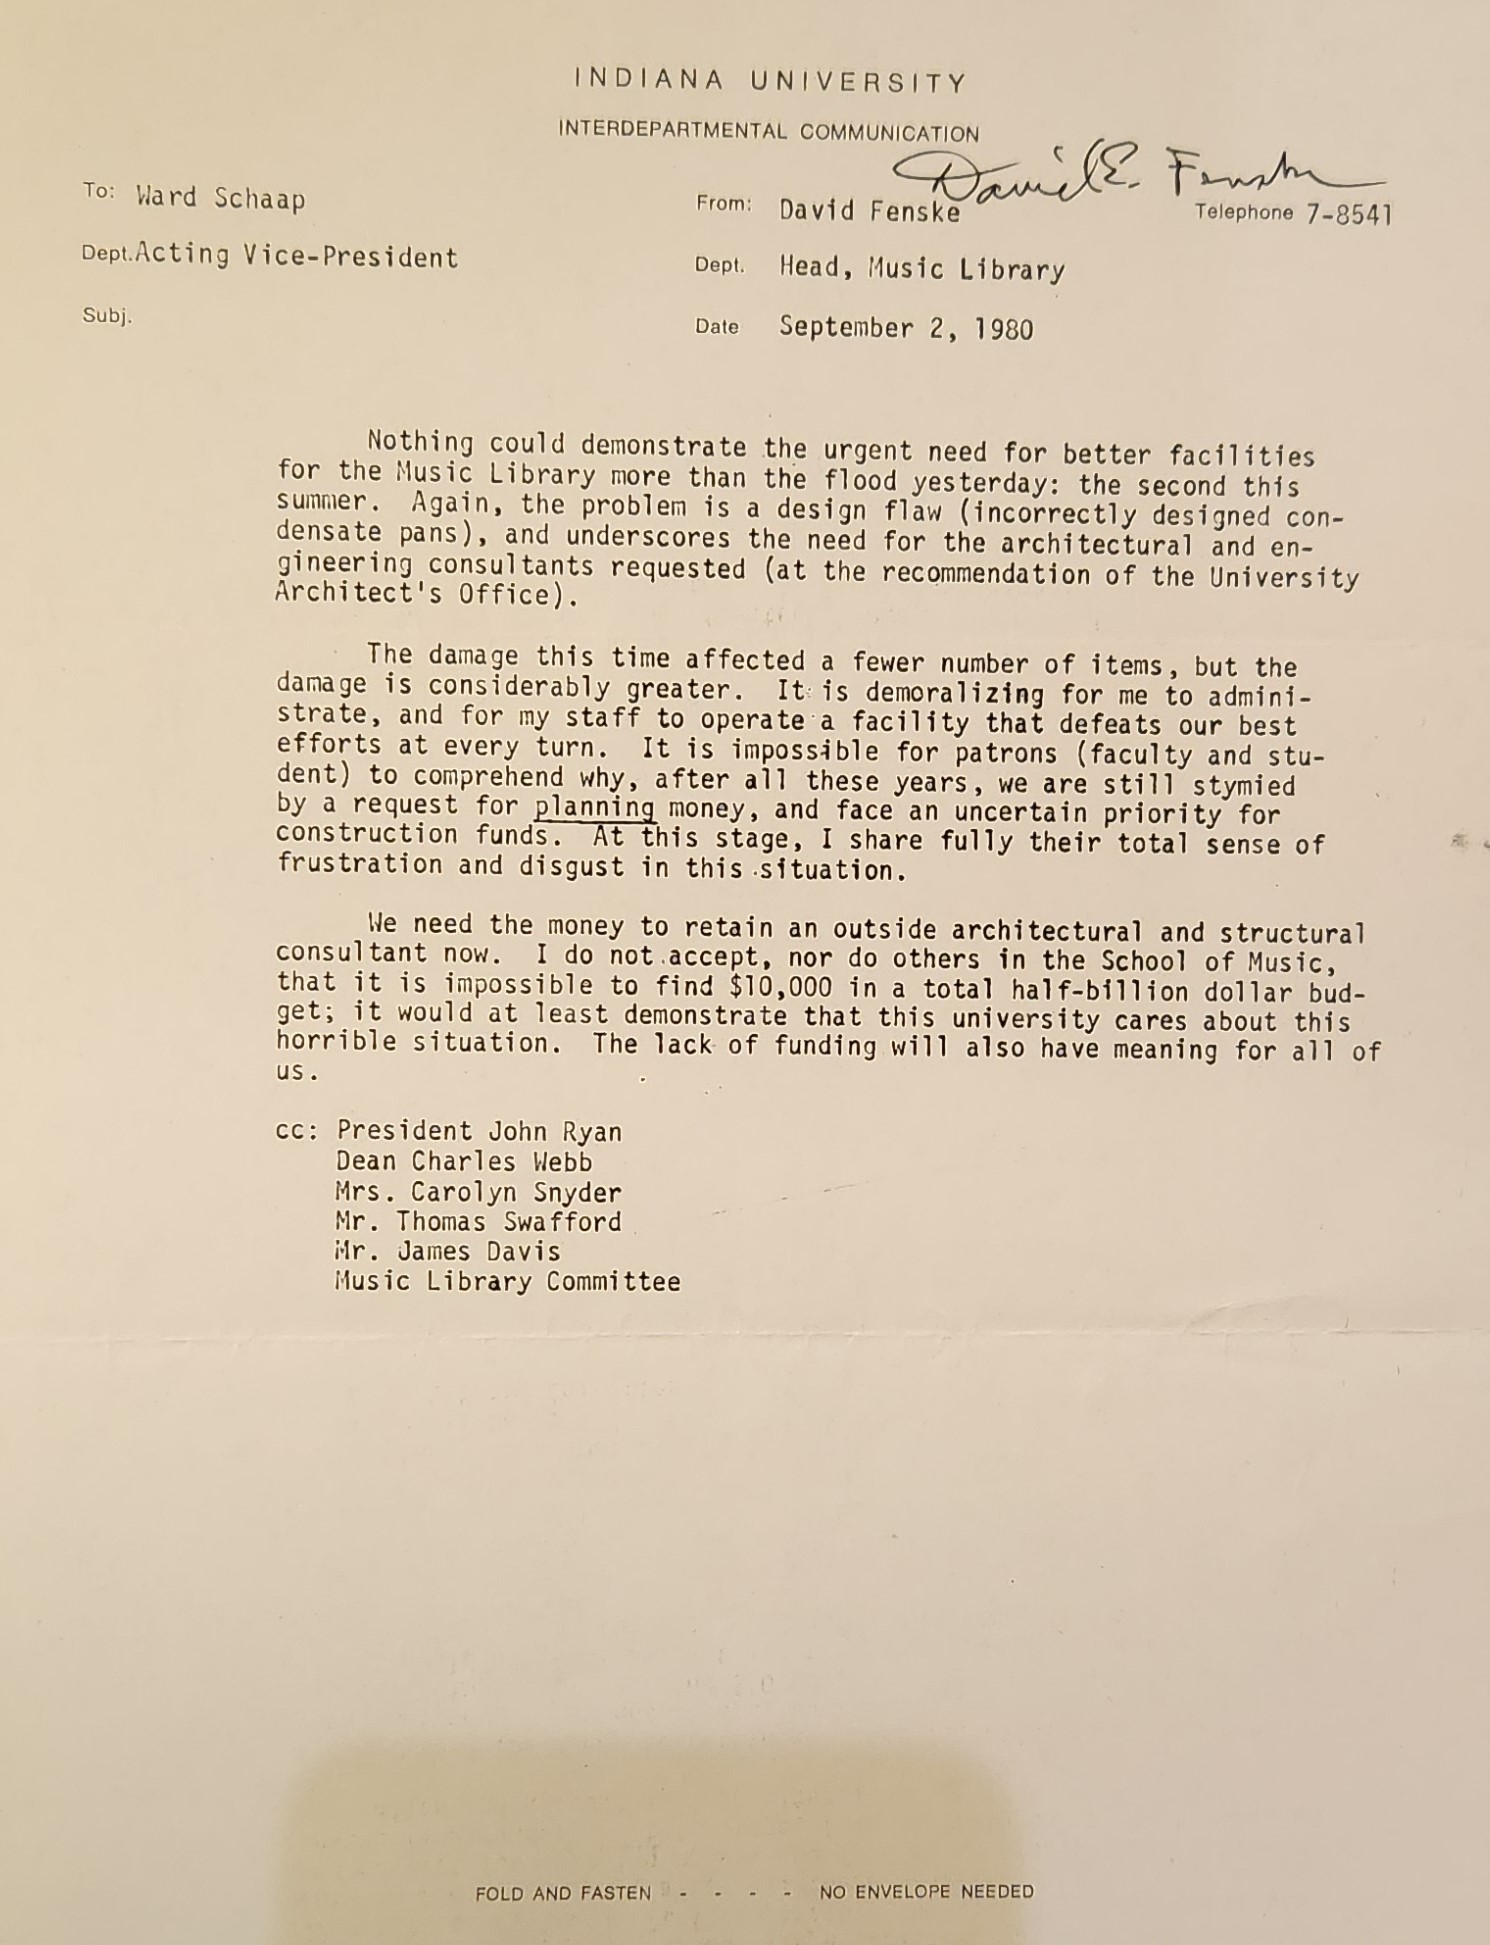 INDIANA UNIVERSITY
INTERDEPARTMENTAL COMMUNICATION
David E. Fenske
To: Ward Schaap
From: David Fenske
Telephone 7-8541
Dept. Acting Vice-President
Dept. Head, Music Library
Subj.
Date September 2, 1980
Nothing could demonstrate the urgent need for better facilities
for the Music Library more than the flood yesterday: the second this
summer. Again, the problem is a design flaw (incorrectly designed con-
densate pans), and underscores the need for the architectural and en-
gineering consultants requested (at the recommendation of the University
Architect's Office).
The damage this time affected a fewer number of items, but the
damage is considerably greater. It is demoralizing for me to admini-
strate, and for my staff to operate a facility that defeats our best
efforts at every turn. It is impossible for patrons (faculty and stu-
dent) to comprehend why, after all these years, we are still stymied
by a request for planning money, and face an uncertain priority for
construction funds. At this stage, I share fully their total sense of
frustration and disgust in this situation.
We need the money to retain an outside architectural and structural
consultant now. I do not accept, nor do others in the School of Music,
that it is impossible to find $10,000 in a total half-billion dollar bud-
get; it would at least demonstrate that this university cares about this
horrible situation. The lack of funding will also have meaning for all of
us.
cc: President John Ryan
Dean Charles Webb
Mrs. Carolyn Snyder
Mr. Thomas Swafford
Mr. James Davis
Music Library Committee
FOLD AND FASTEN - - - - NO ENVELOPE NEEDED